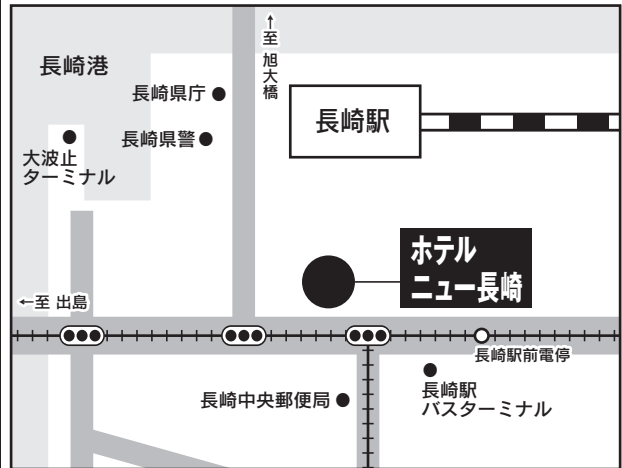 ↑至 旭大橋
長崎港
長崎県庁
長崎駅
長崎県警
大波止
ターミナル
ホテル
ニュー長崎
←至 出島
長崎駅前電停
長崎駅
バスターミナル
長崎中央郵便局